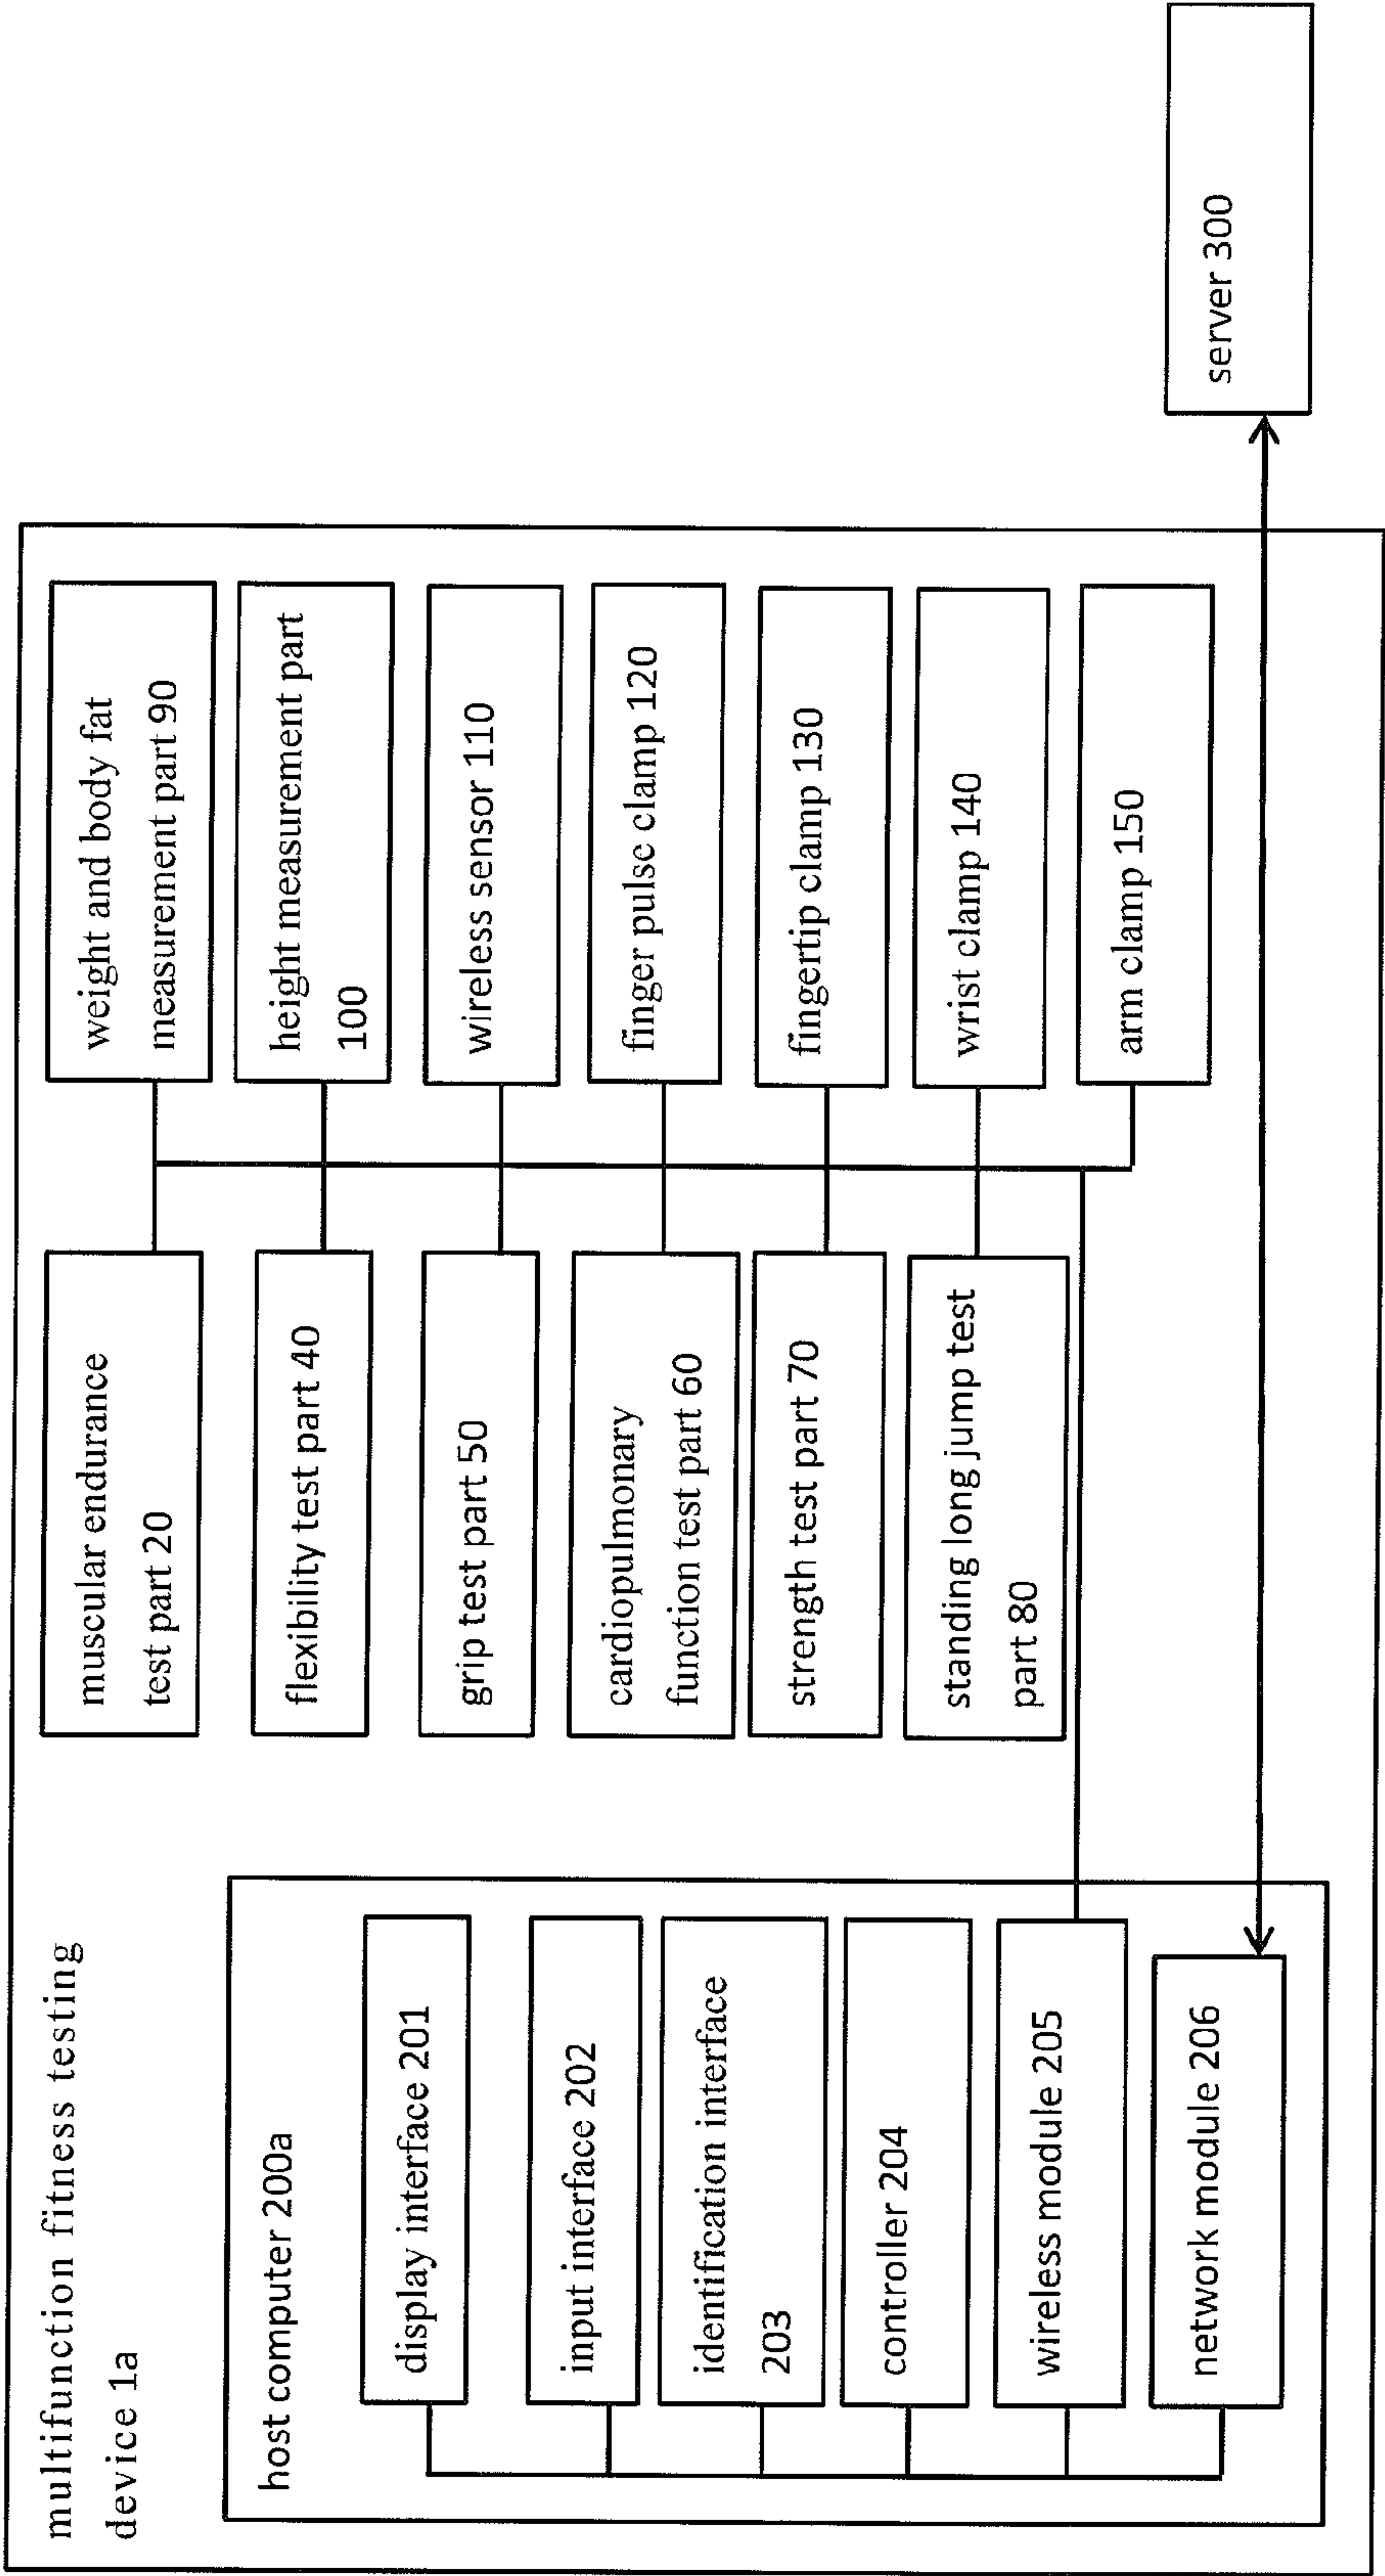 multifunction fitness testing
device 1a
host computer 200a
display interface 201
input interface 202
identification interface
203
controller 204
wireless module 205
network module 206
muscular endurance
test part 20
flexibility test part 40
grip test part 50
cardiopulmonary
function test part 60
strength test part 70
standing long jump test
part 80
weight and body fat
measurement part 90
height measurement part
100
wireless sensor 110
finger pulse clamp 120
fingertip clamp 130
wrist clamp 140
arm clamp 150
server 300